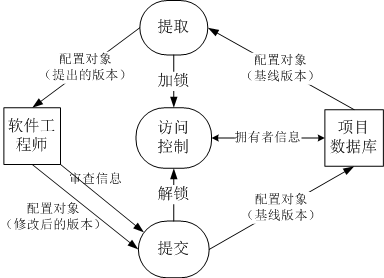 提取
配置对象
（提出的版本）
配置对象
（基线版本）
加锁
软件工
程师
访问
控制
拥有者信息
项目
数据库
审查信息
解锁
配置对象
（修改后的版本）
配置对象
（基线版本）
提交